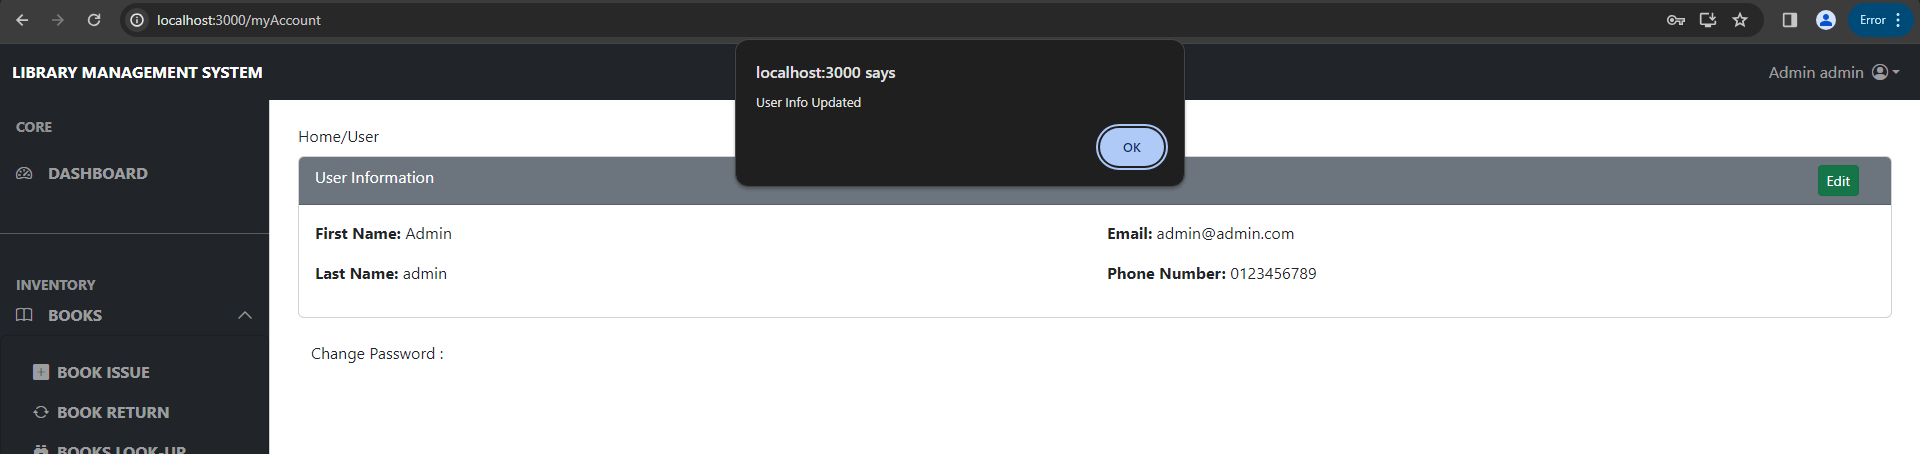 localhost:3000/myAccount
Error
LIBRARY MANAGEMENT SYSTEM
Admin admin
localhost:3000 says
User Info Updated
OK
CORE
DASHBOARD
INVENTORY
BOOKS
BOOK ISSUE
BOOK RETURN
BOOKS LOOK-UP
Home/User
User Information
Edit
First Name: Admin
Email: admin@admin.com
Last Name: admin
Phone Number: 0123456789
Change Password :